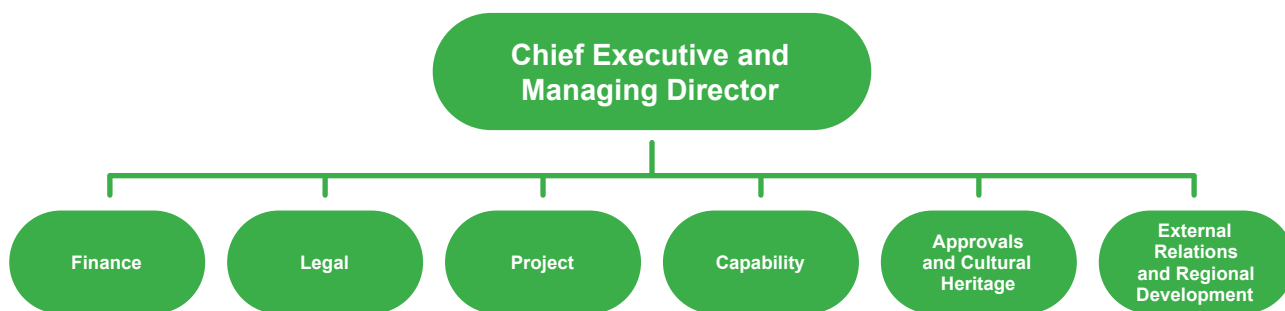 Chief Executive and
Managing Director
Finance
Legal
Project
Capability
Approvals
and Cultural
Heritage
External
Relations
and Regional
Development